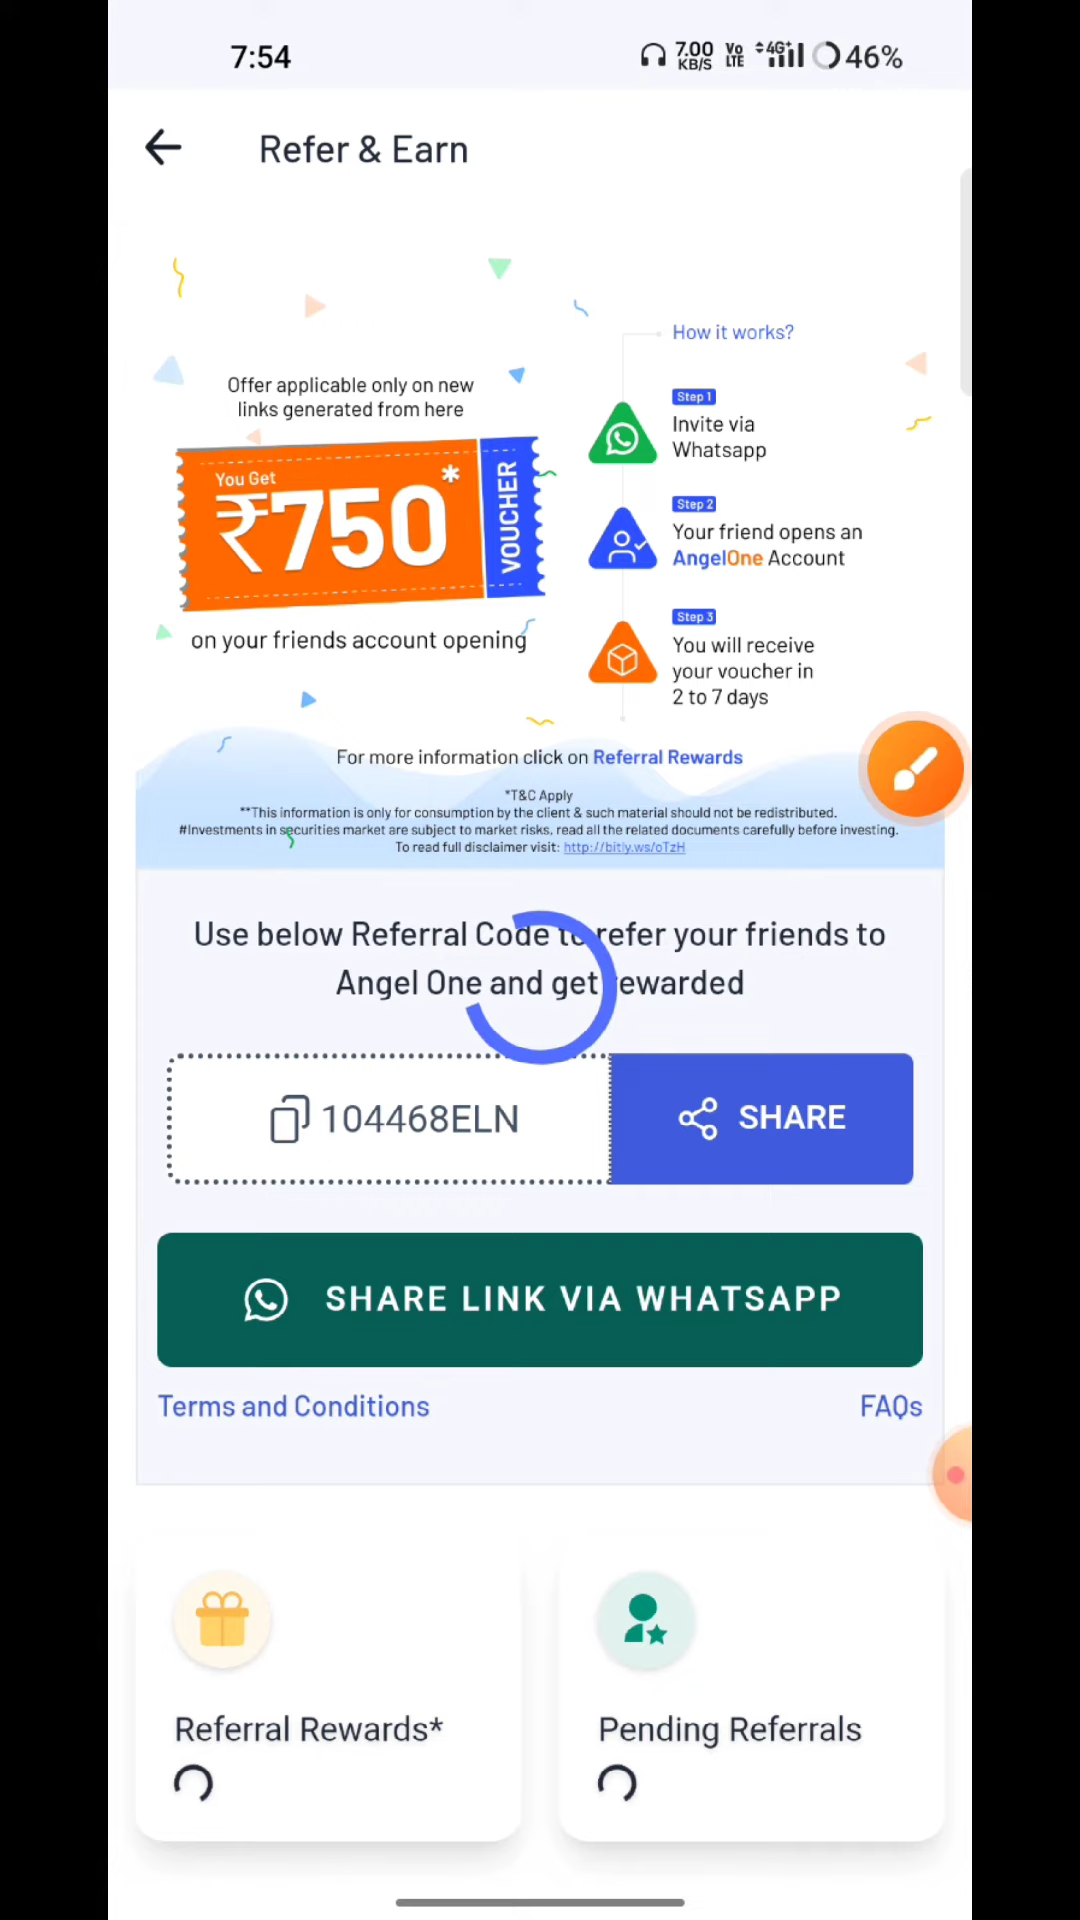 7:54
7.00 KB/S Vo LTE 4G+ 46%
Refer & Earn
Offer applicable only on new
links generated from here
You Get
₹750*
VOUCHER
on your friends account opening
How it works?
Step 1
Invite via
Whatsapp
Step 2
Your friend opens an
AngelOne Account
Step 3
You will receive
your voucher in
2 to 7 days
For more information click on Referral Rewards
*T&C Apply
**This information is only for consumption by the client & such material should not be redistributed.
#Investments in securities market are subject to market risks, read all the related documents carefully before investing.
To read full disclaimer visit: http://bitly.ws/oTzH
Use below Referral Code to refer your friends to
Angel One and get rewarded
104468ELN
SHARE
SHARE LINK VIA WHATSAPP
Terms and Conditions
FAQs
Referral Rewards*
Pending Referrals